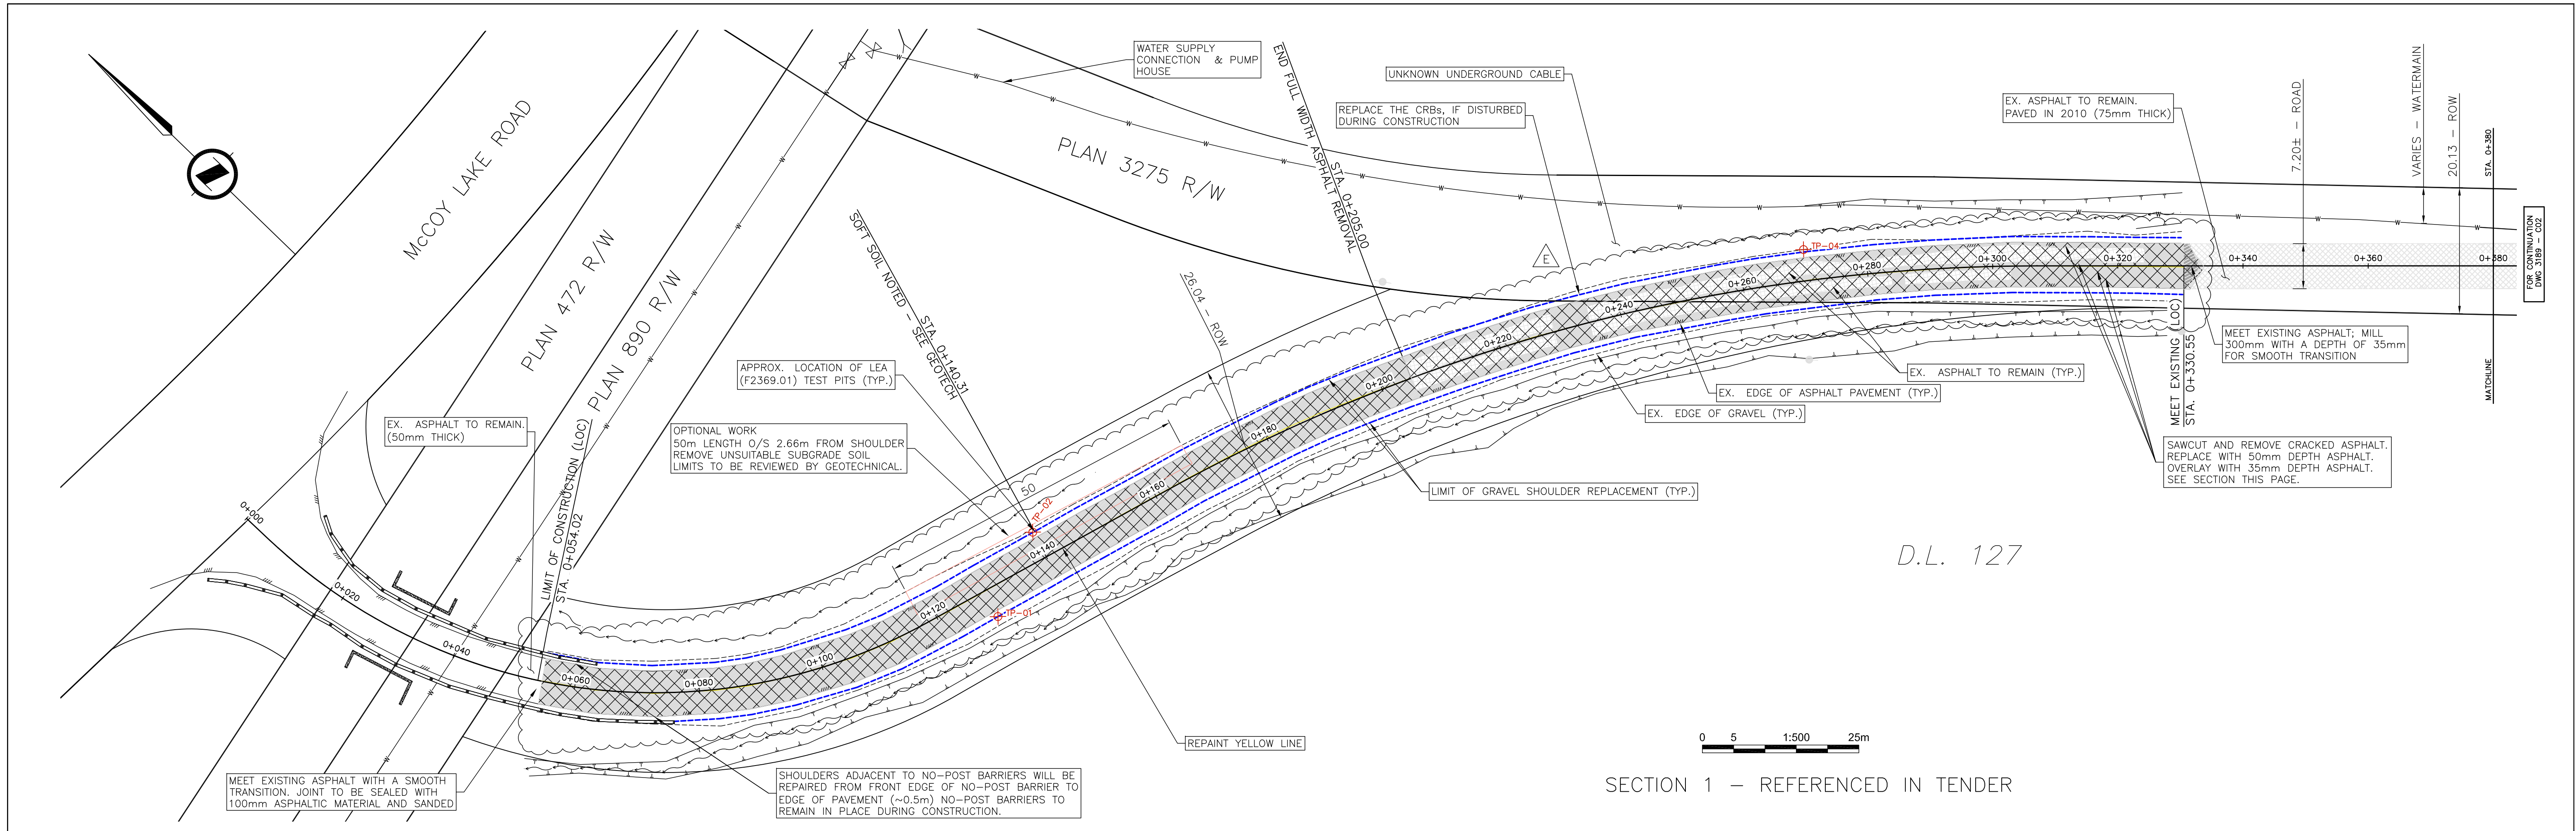 WATER SUPPLY
CONNECTION & PUMP
HOUSE
END FULL WIDTH ASPHALT REMOVAL
STA. 0+205.00
UNKNOWN UNDERGROUND CABLE
REPLACE THE CRBs, IF DISTURBED
DURING CONSTRUCTION
EX. ASPHALT TO REMAIN.
PAVED IN 2010 (75mm THICK)
7.20± - ROAD
VARIES - WATERMAIN
20.13 - ROW
STA. 0+380
MATCHLINE
FOR CONTINUATION
DWG 3189 - C02
McCOY LAKE ROAD
PLAN 472 R/W
PLAN 890 R/W
PLAN 3275 R/W
SOFT SOIL NOTED - SEE GEOTECH
STA. 0+140.31
26.04 - ROW
E
TP-04
0+000
0+020
0+040
0+060
0+080
0+100
0+120
0+140
0+160
0+180
0+200
0+220
0+240
0+260
0+280
0+300
0+320
0+340
0+360
0+380
APPROX. LOCATION OF LEA
(F2369.01) TEST PITS (TYP.)
EX. ASPHALT TO REMAIN.
(50mm THICK)
OPTIONAL WORK
50m LENGTH O/S 2.66m FROM SHOULDER
REMOVE UNSUITABLE SUBGRADE SOIL
LIMITS TO BE REVIEWED BY GEOTECHNICAL.
50
TP-02
TP-01
LIMIT OF CONSTRUCTION (LOC)
STA. 0+054.02
MEET EXISTING (LOC)
STA. 0+330.55
MEET EXISTING ASPHALT; MILL
300mm WITH A DEPTH OF 35mm
FOR SMOOTH TRANSITION
EX. ASPHALT TO REMAIN (TYP.)
EX. EDGE OF ASPHALT PAVEMENT (TYP.)
EX. EDGE OF GRAVEL (TYP.)
SAWCUT AND REMOVE CRACKED ASPHALT.
REPLACE WITH 50mm DEPTH ASPHALT.
OVERLAY WITH 35mm DEPTH ASPHALT.
SEE SECTION THIS PAGE.
LIMIT OF GRAVEL SHOULDER REPLACEMENT (TYP.)
D.L. 127
REPAINT YELLOW LINE
MEET EXISTING ASPHALT WITH A SMOOTH
TRANSITION. JOINT TO BE SEALED WITH
100mm ASPHALTIC MATERIAL AND SANDED
SHOULDERS ADJACENT TO NO-POST BARRIERS WILL BE
REPAIRED FROM FRONT EDGE OF NO-POST BARRIER TO
EDGE OF PAVEMENT (~0.5m) NO-POST BARRIERS TO
REMAIN IN PLACE DURING CONSTRUCTION.
0 5 1:500 25m
SECTION 1 - REFERENCED IN TENDER